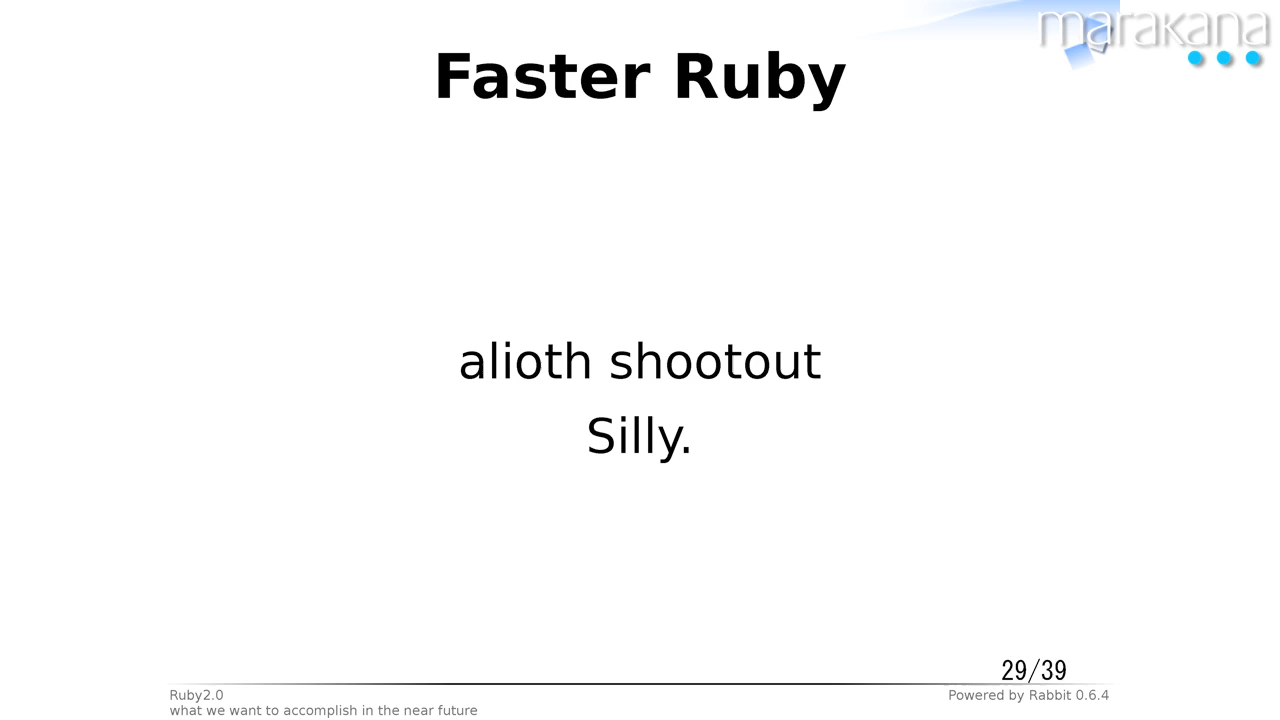 marakana
Faster Ruby
alioth shootout
Silly.
29/39
Ruby2.0
what we want to accomplish in the near future
Powered by Rabbit 0.6.4